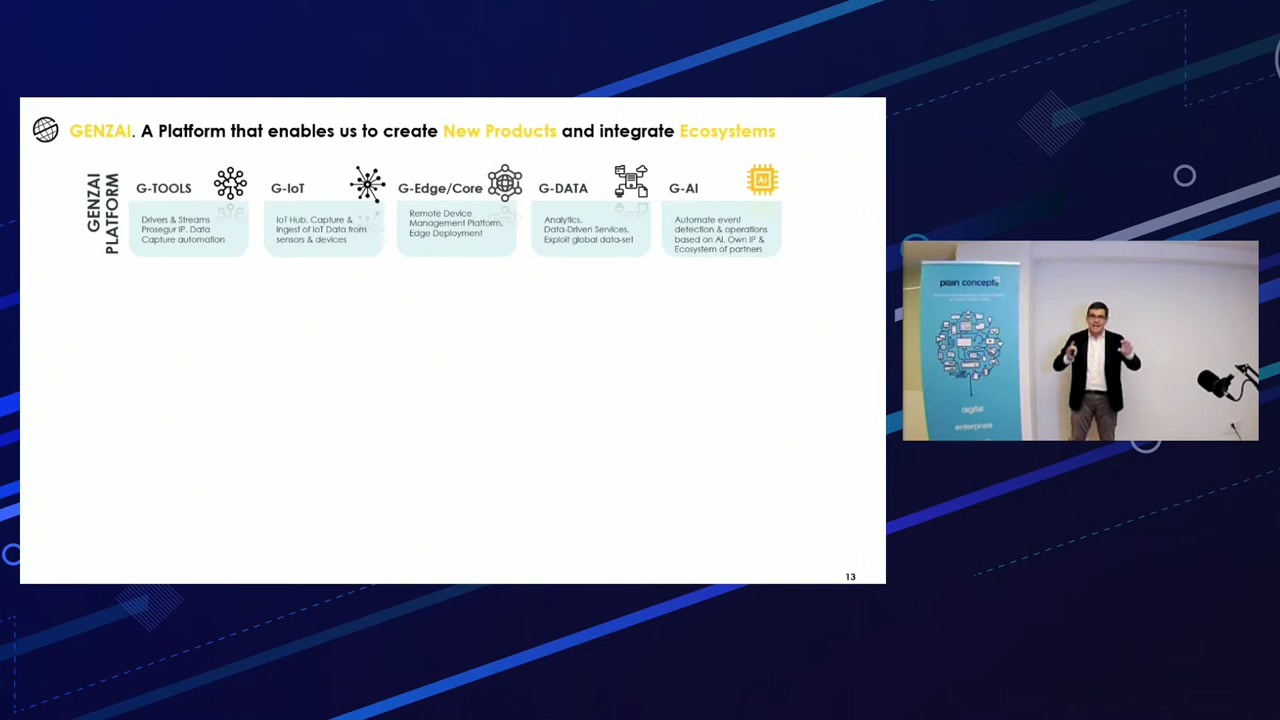 GENZAI. A Platform that enables us to create New Products and integrate Ecosystems
GENZAI
PLATFORM
G-TOOLS
Drivers & Streams
Prosegur IP. Data
Capture automation
G-IoT
IoT Hub. Capture &
Ingest of IoT Data from
sensors & devices
G-Edge/Core
Remote Device
Management Platform.
Edge Deployment
G-DATA
Analytics.
Data-Driven Services.
Exploit global data-set
G-AI
AI
Automate event
detection & operations
based on AI. Own IP &
Ecosystem of partners
13
plain concepts
digital
enterprise